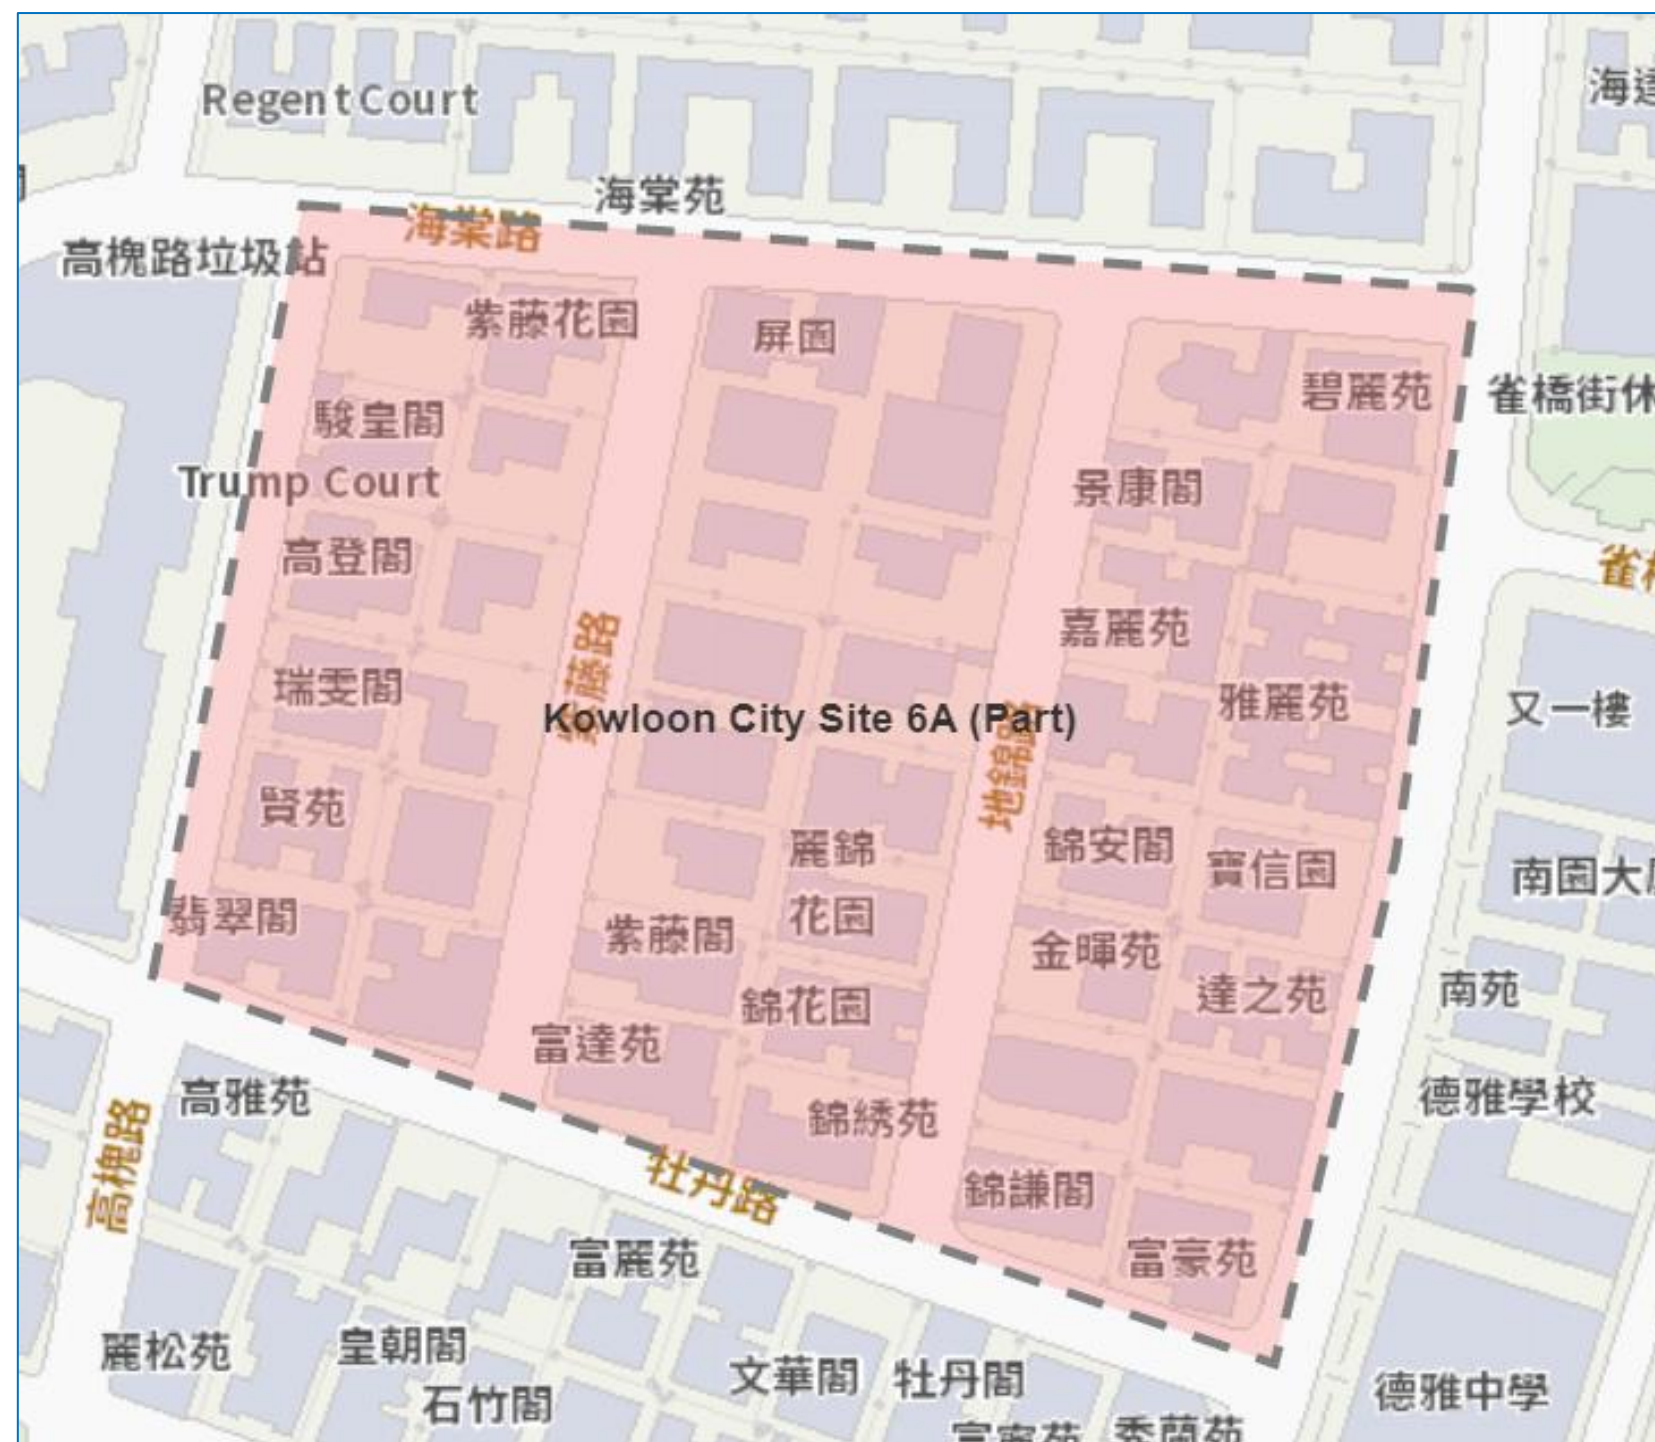 Regent Court
海棠苑
海棠路
高槐路垃圾站
紫藤花園
屏園
碧麗苑
駿皇閣
Trump Court
景康閣
高登閣
嘉麗苑
瑞雯閣
雅麗苑
又一樓
紫藤路
Kowloon City Site 6A (Part)
地錦路
賢苑
麗錦
花園
錦安閣
寶信園
翡翠閣
紫藤閣
金暉苑
錦花園
達之苑
南苑
富達苑
高雅苑
錦綉苑
德雅學校
高槐路
牡丹路
錦謙閣
富麗苑
富豪苑
麗松苑
皇朝閣
石竹閣
文華閣
牡丹閣
德雅中學
雀橋街休
南園大
海
雀
秀蘭苑